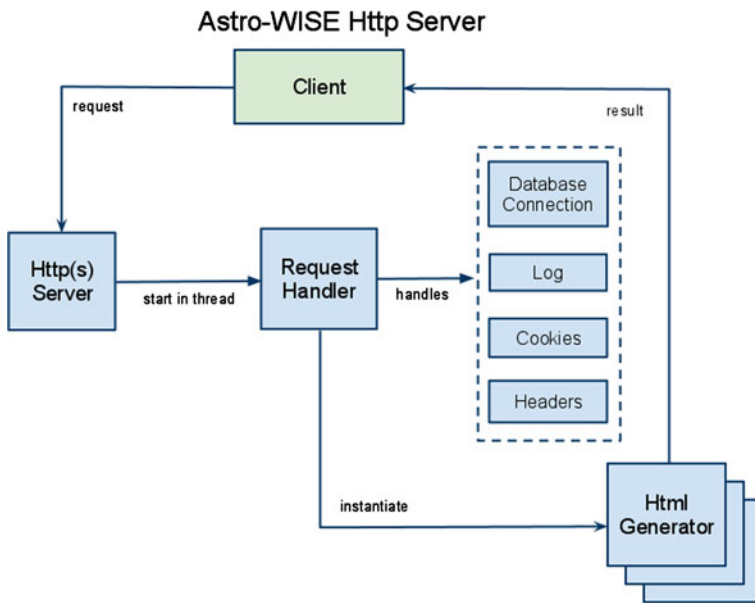 Astro-WISE Http Server
Client
request
result
Database
Connection
Http(s)
Server
start in thread
Request
Handler
handles
Log
Cookies
Headers
instantiate
Html
Generator